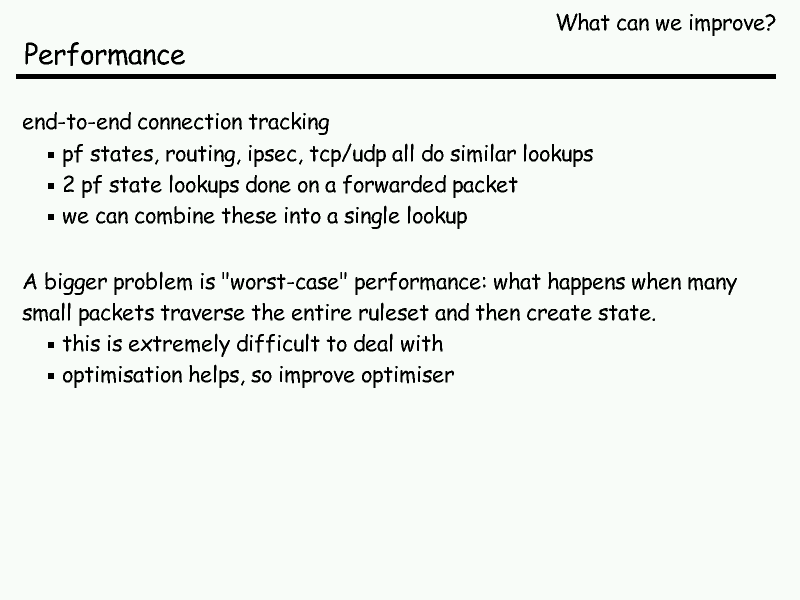 What can we improve?
Performance
end-to-end connection tracking
▪ pf states, routing, ipsec, tcp/udp all do similar lookups
▪ 2 pf state lookups done on a forwarded packet
▪ we can combine these into a single lookup
A bigger problem is "worst-case" performance: what happens when many
small packets traverse the entire ruleset and then create state.
▪ this is extremely difficult to deal with
▪ optimisation helps, so improve optimiser